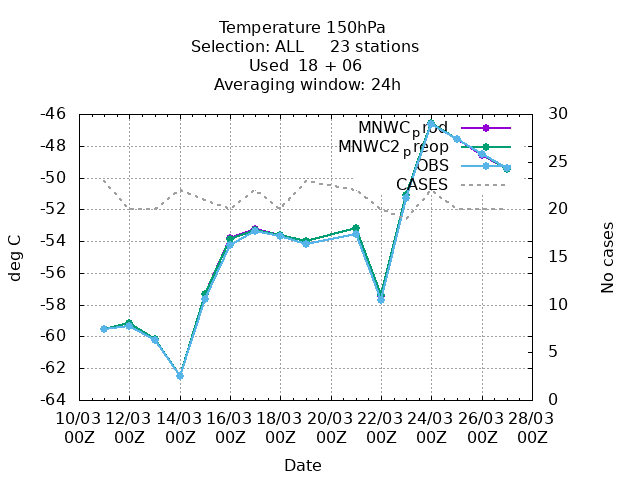 Temperature 150hPa
Selection: ALL 23 stations
Used 18 + 06
Averaging window: 24h
-46
-48
-50
-52
-54
-56
-58
-60
-62
-64
deg C
30
25
20
15
10
5
0
No cases
MNWCprod
MNWC2preop
OBS
CASES
10/03 12/03 14/03 16/03 18/03 20/03 22/03 24/03 26/03 28/03
00Z 00Z 00Z 00Z 00Z 00Z 00Z 00Z 00Z 00Z
Date